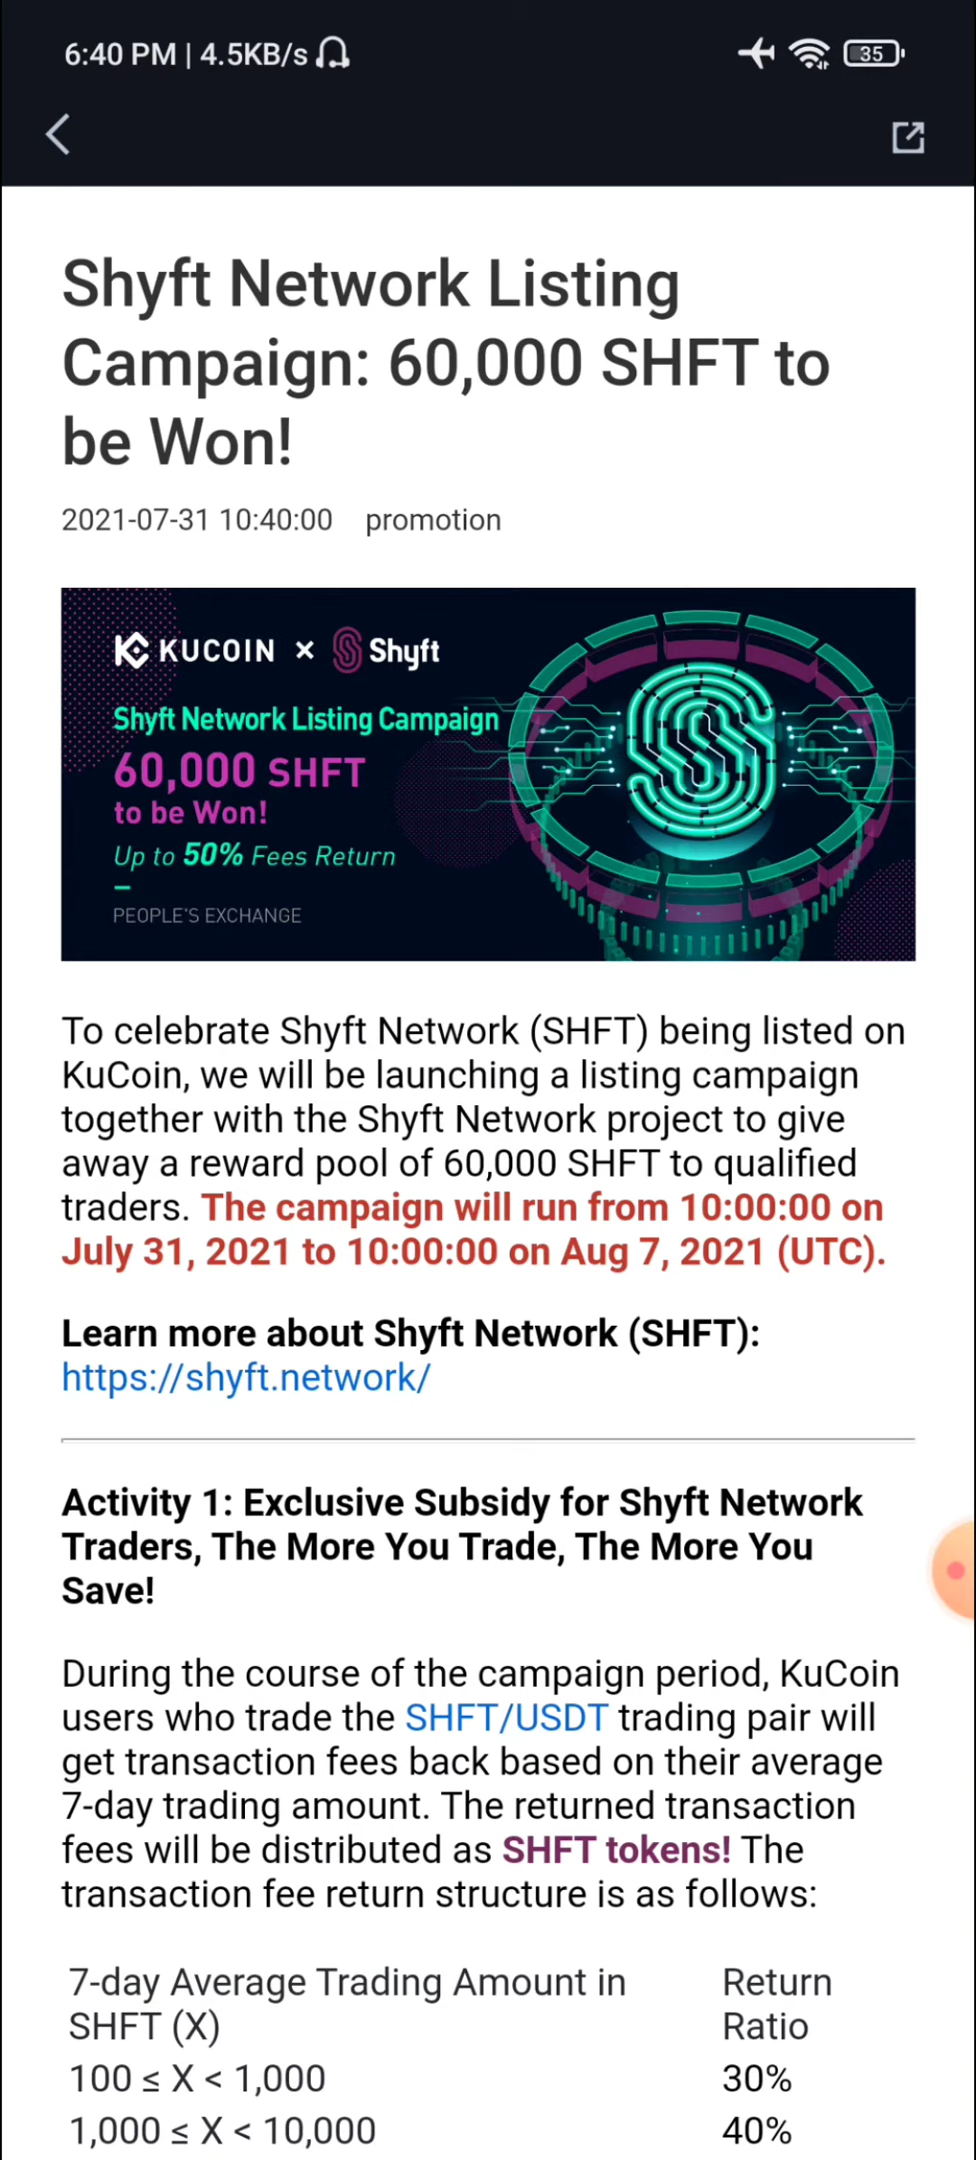 6:40 PM | 4.5KB/s
35
Shyft Network Listing
Campaign: 60,000 SHFT to
be Won!
2021-07-31 10:40:00 promotion
KUCOIN × Shyft
Shyft Network Listing Campaign
60,000 SHFT
to be Won!
Up to 50% Fees Return
PEOPLE'S EXCHANGE
To celebrate Shyft Network (SHFT) being listed on
KuCoin, we will be launching a listing campaign
together with the Shyft Network project to give
away a reward pool of 60,000 SHFT to qualified
traders. The campaign will run from 10:00:00 on
July 31, 2021 to 10:00:00 on Aug 7, 2021 (UTC).
Learn more about Shyft Network (SHFT):
https://shyft.network/
Activity 1: Exclusive Subsidy for Shyft Network
Traders, The More You Trade, The More You
Save!
During the course of the campaign period, KuCoin
users who trade the SHFT/USDT trading pair will
get transaction fees back based on their average
7-day trading amount. The returned transaction
fees will be distributed as SHFT tokens! The
transaction fee return structure is as follows:
7-day Average Trading Amount in Return
SHFT (X) Ratio
100 ≤ X < 1,000 30%
1,000 ≤ X < 10,000 40%